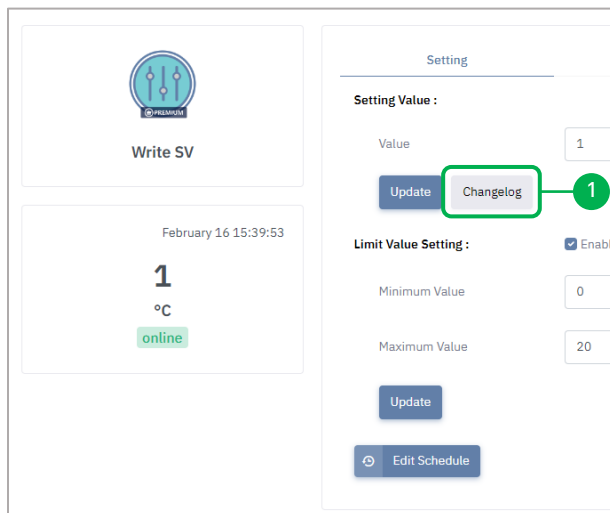 PREMIUM
Write SV
February 16 15:39:53
1
°C
online
Setting
Setting Value :
Value
1
Update
Changelog
1
Limit Value Setting :
Enabl
Minimum Value
0
Maximum Value
20
Update
Edit Schedule